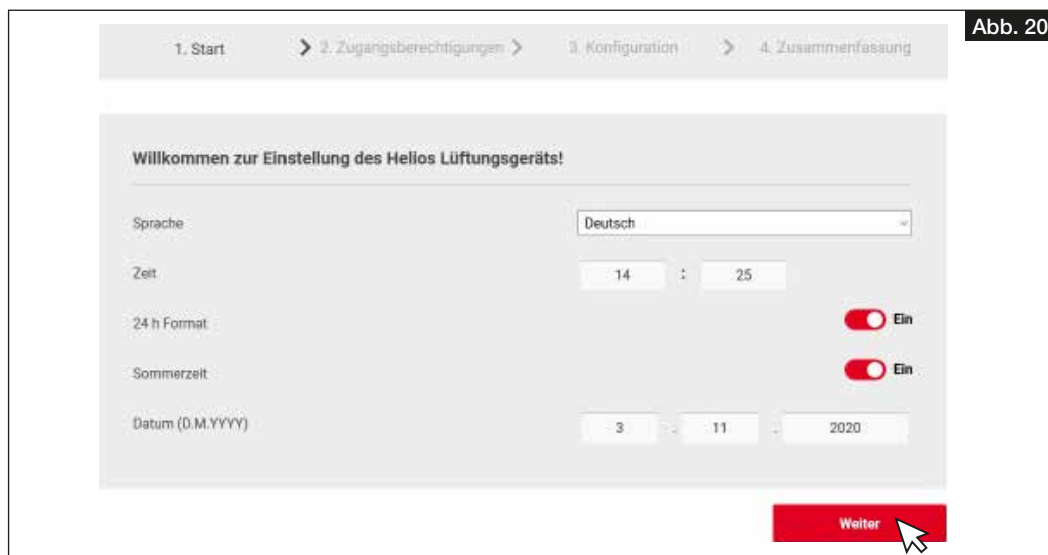 Abb. 20
1. Start > 2. Zugangsberechtigungen > 3. Konfiguration > 4. Zusammenfassung
Willkommen zur Einstellung des Helios Lüftungsgeräts!
Sprache Deutsch
Zeit 14 : 25
24 h Format Ein
Sommerzeit Ein
Datum (D.M.YYYY) 3 . 11 . 2020
Weiter